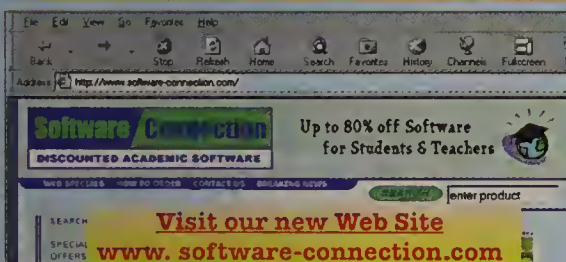 File Edit View Go Favorites Help
Back Stop Refresh Home Search Favorites History Channels Fullscreen
Address http://www.software-connection.com/
Software Connection
DISCOUNTED ACADEMIC SOFTWARE
Up to 80% off Software
for Students & Teachers
WEB SPECIALS HOW TO ORDER CONTACT US BREAKING NEWS
SEARCH enter product
SEARCH
SPECIAL
OFFERS
Visit our new Web Site
www. software-connection.com